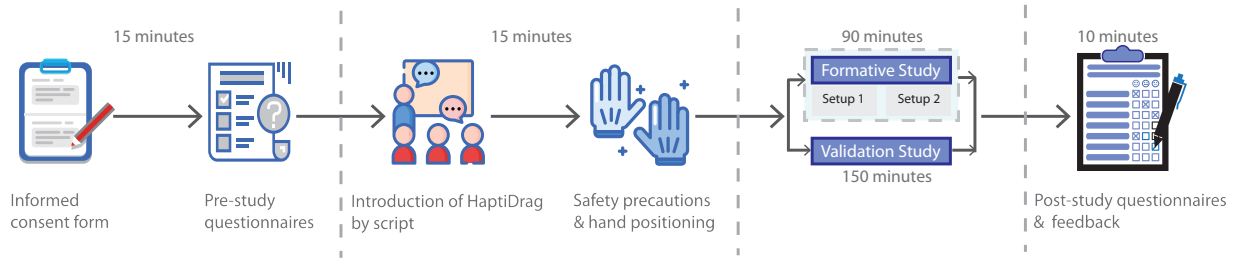 15 minutes
15 minutes
90 minutes
10 minutes
Formative Study
Setup 1
Setup 2
Validation Study
150 minutes
Informed
consent form
Pre-study
questionnaires
Introduction of HaptiDrag
by script
Safety precautions
& hand positioning
Post-study questionnaires
& feedback